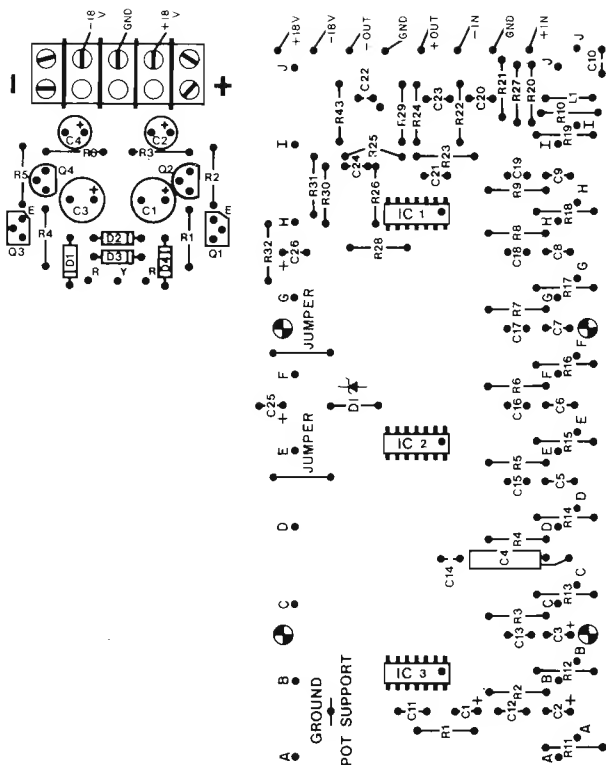 -18 V
GND
+18 V
-
+
C4
C2
R6
R3
R5
Q4
Q2
R2
E
C3
C1
E
R4
R1
Q3
D2
Q1
D1
D3
D4
R
Y
R
+18V
-18V
-OUT
GND
+OUT
-IN
GND
+IN
J
J
J
C10
C22
R43
R29
R24
C23
R22
C20
R21
R27
R20
L1
R10
I
R19
I
I
R25
C24
R23
C21
R31
R30
R26
IC 1
C19
R9
C9
H
R18
H
H
R32
C26
+
R28
R8
C18
C8
G
R17
G
G
R7
C17
C7
JUMPER
F
R16
F
F
R6
C25
+
D1
C16
C6
E
R15
E
E
JUMPER
IC 2
R5
C15
C5
D
R14
D
D
R4
C14
C4
C
R13
C
C
R3
C13
C3
+
B
R12
B
B
IC 3
R2
GROUND
POT SUPPORT
C11
C1
+
C12
C2
+
R1
A
R11
A
A